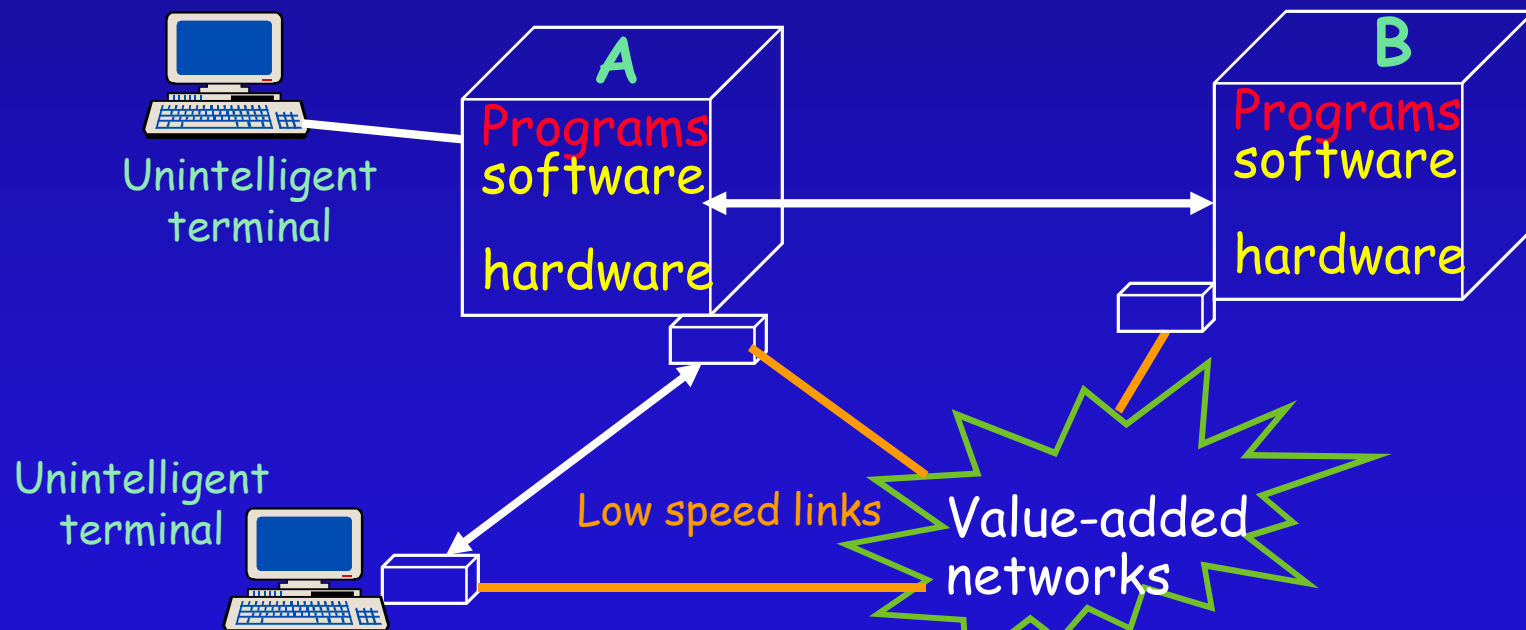 A
Programs
software
hardware
B
Programs
software
hardware
Unintelligent
terminal
Unintelligent
terminal
Low speed links
Value-added
networks